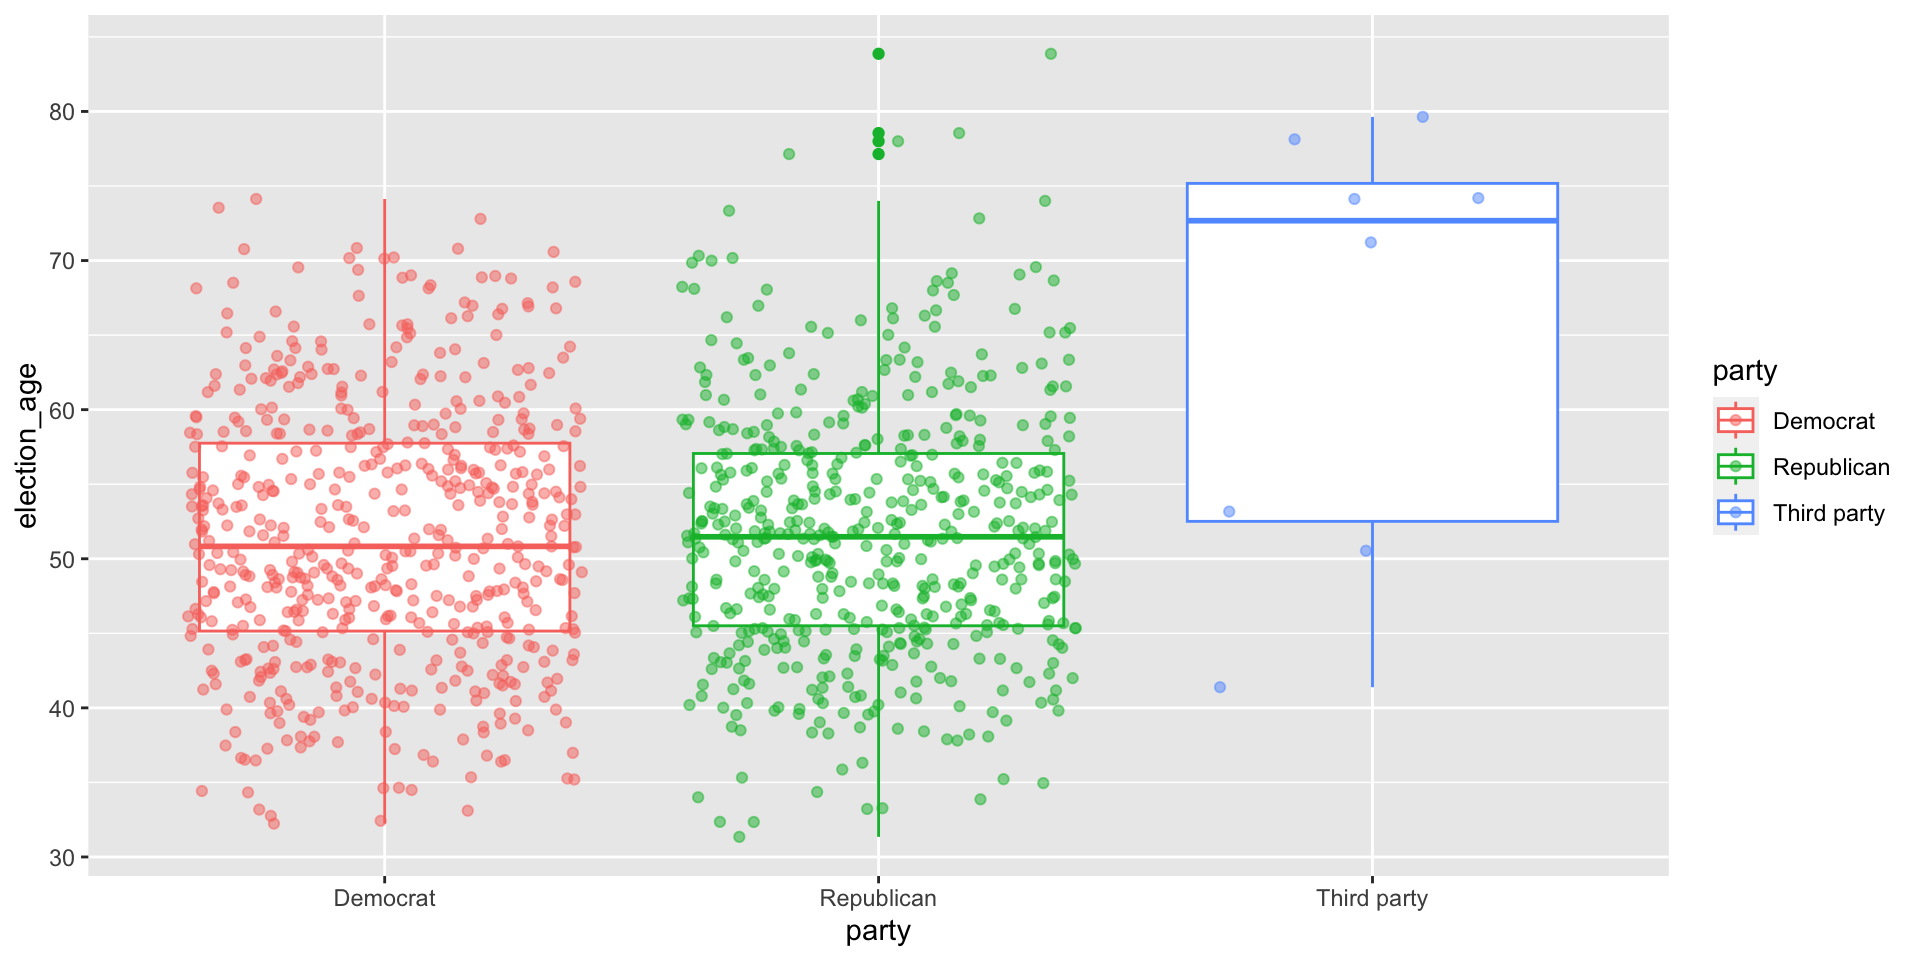 80
70
60
50
40
30
election_age
Democrat
Republican
Third party
party
party
Democrat
Republican
Third party